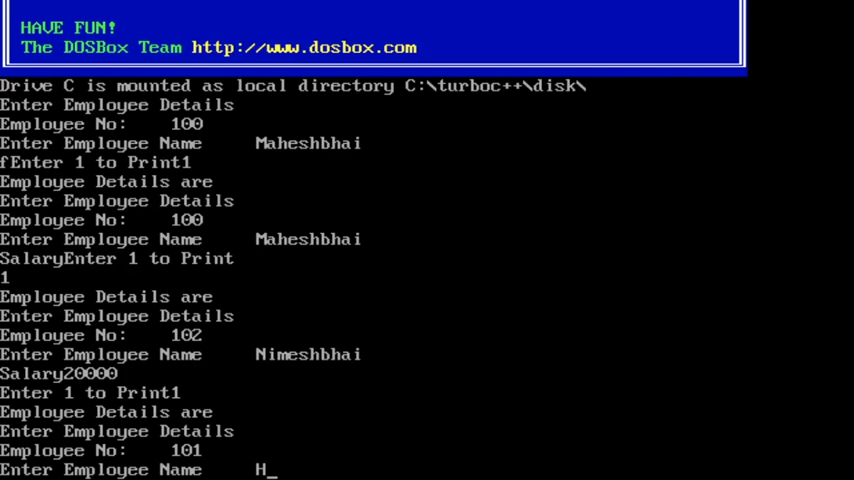 HAVE FUN!
The DOSBox Team http://www.dosbox.com
Drive C is mounted as local directory C:\turboc++\disk\
Enter Employee Details
Employee No:    100
Enter Employee Name     Maheshbhai
fEnter 1 to Print1
Employee Details are
Enter Employee Details
Employee No:    100
Enter Employee Name     Maheshbhai
SalaryEnter 1 to Print
1
Employee Details are
Enter Employee Details
Employee No:    102
Enter Employee Name     Nimeshbhai
Salary20000
Enter 1 to Print1
Employee Details are
Enter Employee Details
Employee No:    101
Enter Employee Name     H_